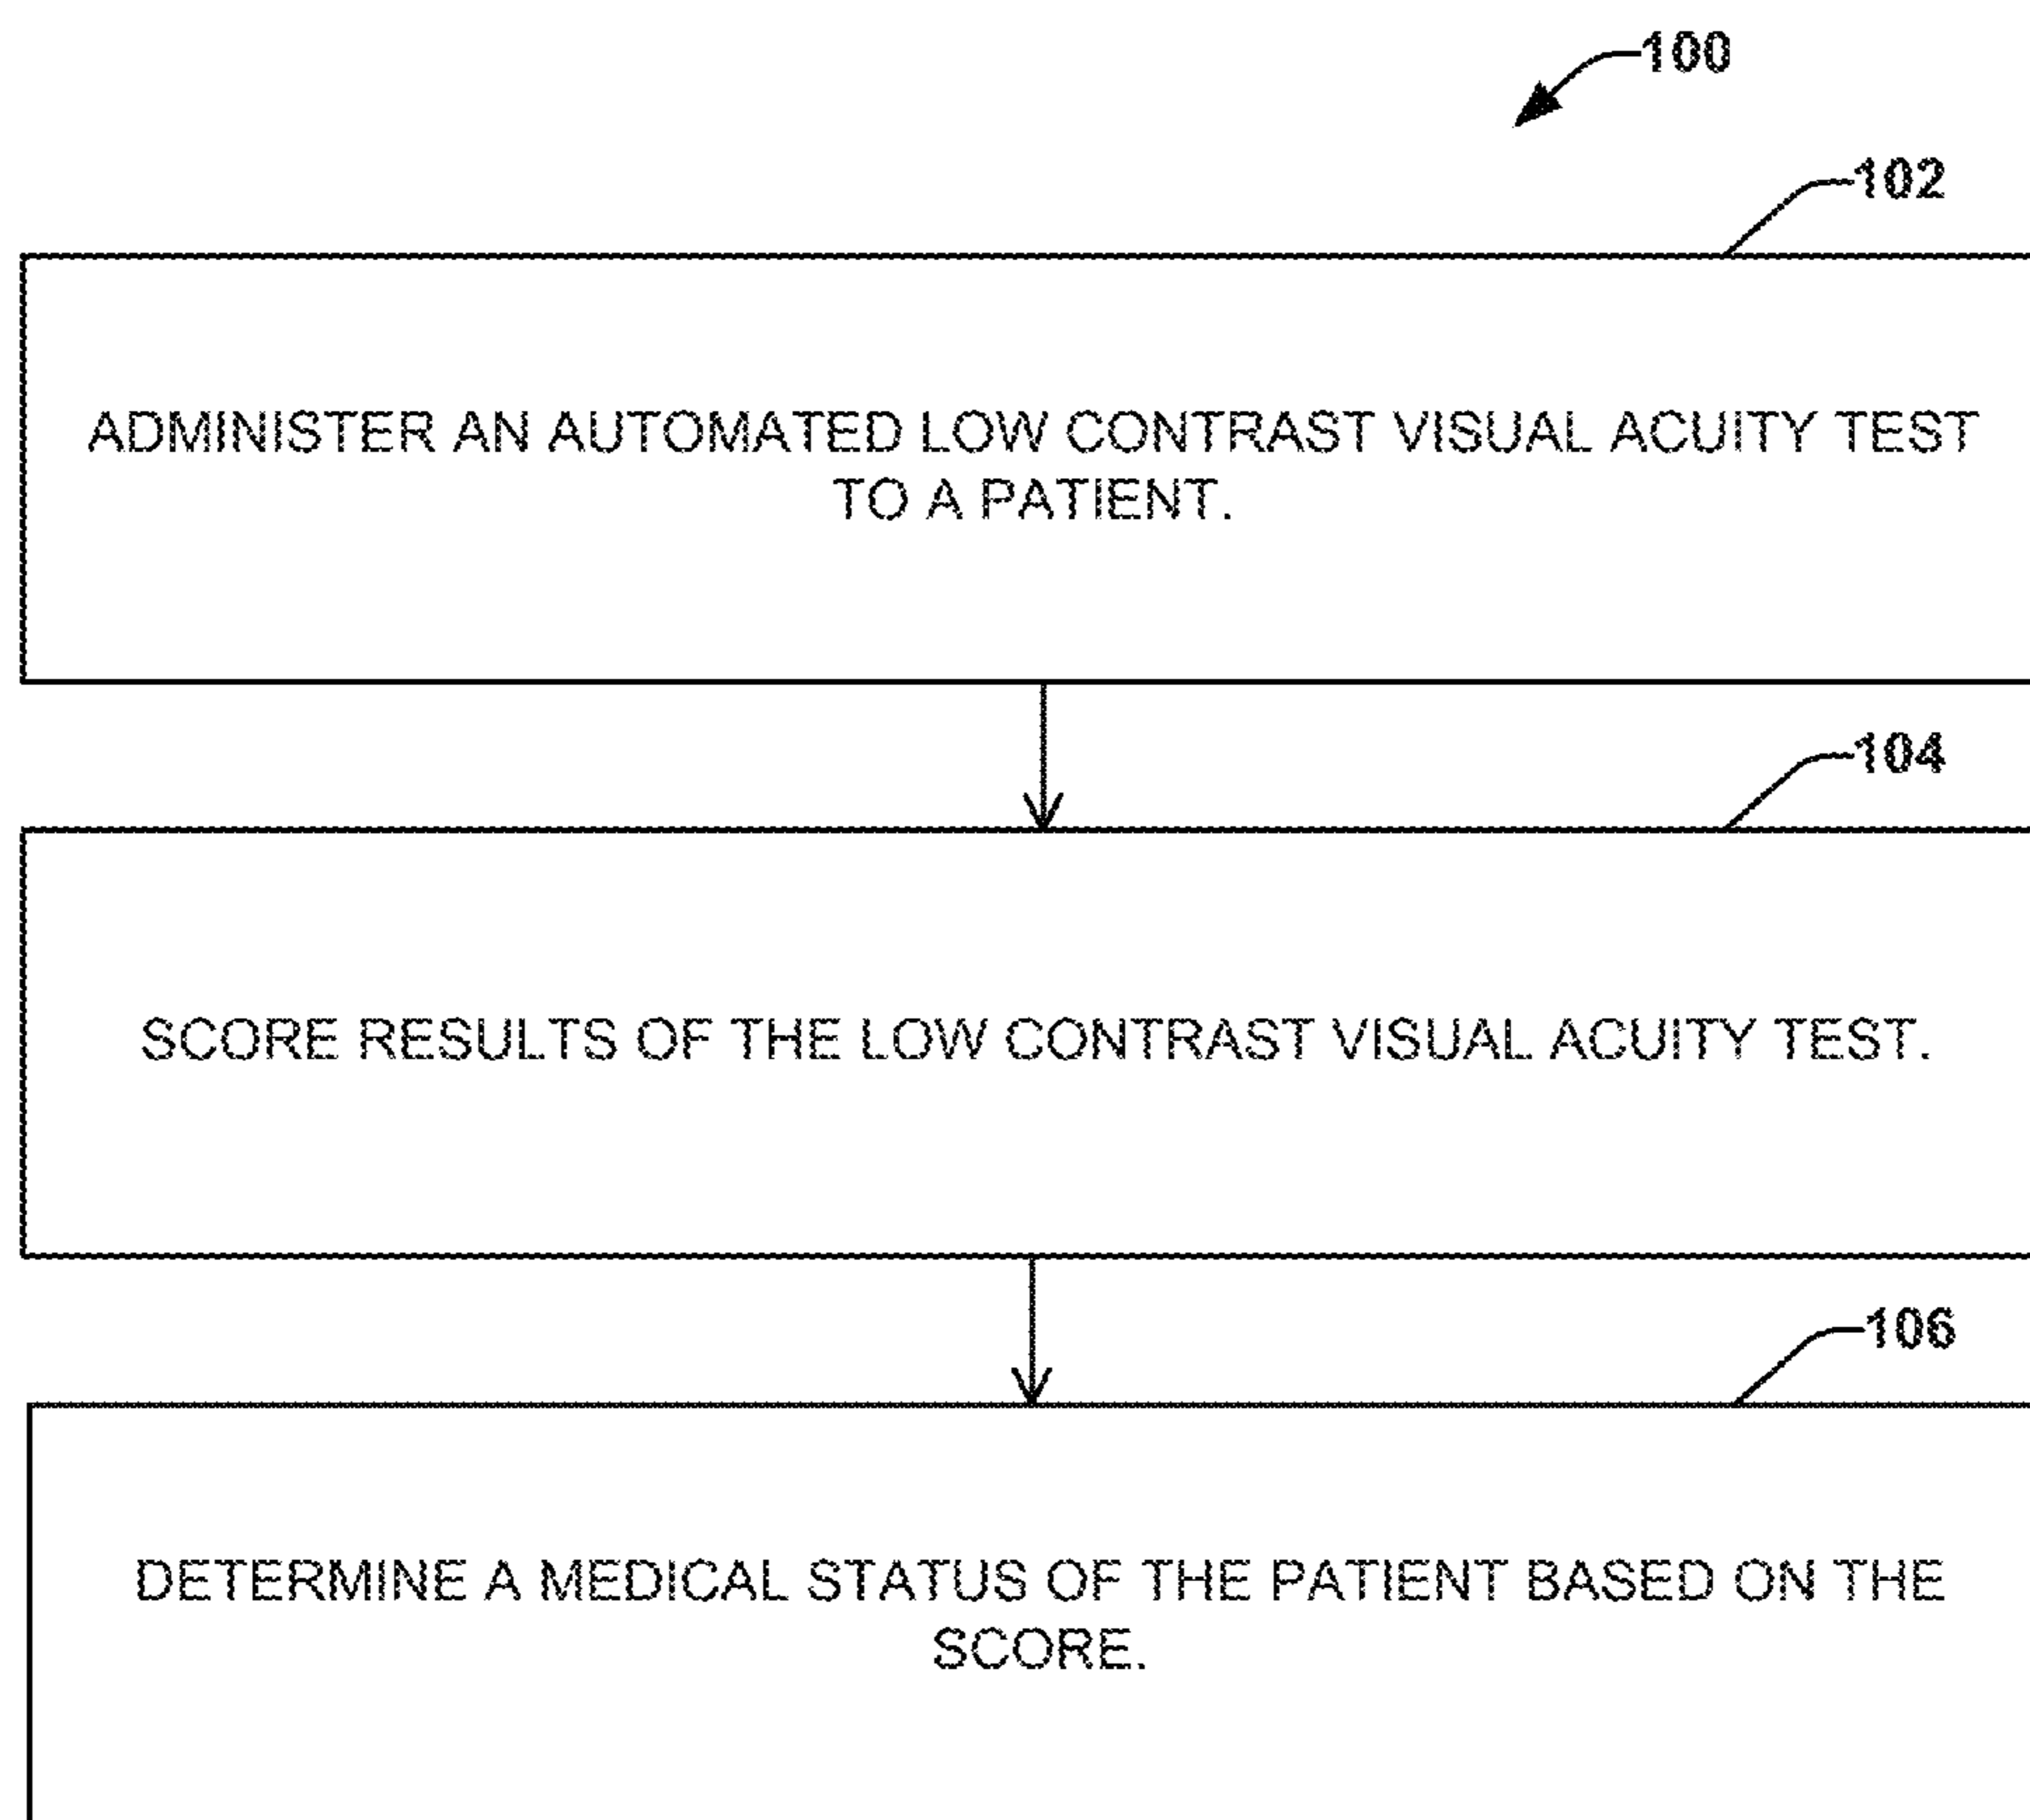 100
102
ADMINISTER AN AUTOMATED LOW CONTRAST VISUAL ACUITY TEST
TO A PATIENT.
104
SCORE RESULTS OF THE LOW CONTRAST VISUAL ACUITY TEST.
106
DETERMINE A MEDICAL STATUS OF THE PATIENT BASED ON THE
SCORE.